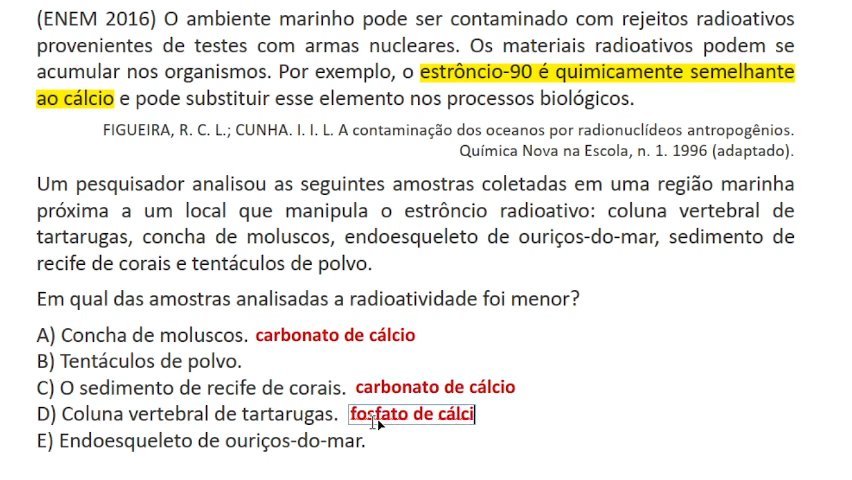 (ENEM 2016) O ambiente marinho pode ser contaminado com rejeitos radioativos
provenientes de testes com armas nucleares. Os materiais radioativos podem se
acumular nos organismos. Por exemplo, o estrôncio-90 é quimicamente semelhante
ao cálcio e pode substituir esse elemento nos processos biológicos.
FIGUEIRA, R. C. L.; CUNHA. I. I. L. A contaminação dos oceanos por radionuclídeos antropogênios.
Química Nova na Escola, n. 1. 1996 (adaptado).
Um pesquisador analisou as seguintes amostras coletadas em uma região marinha
próxima a um local que manipula o estrôncio radioativo: coluna vertebral de
tartarugas, concha de moluscos, endoesqueleto de ouriços-do-mar, sedimento de
recife de corais e tentáculos de polvo.
Em qual das amostras analisadas a radioatividade foi menor?
A) Concha de moluscos. carbonato de cálcio
B) Tentáculos de polvo.
C) O sedimento de recife de corais. carbonato de cálcio
D) Coluna vertebral de tartarugas. fosfato de cálci
E) Endoesqueleto de ouriços-do-mar.